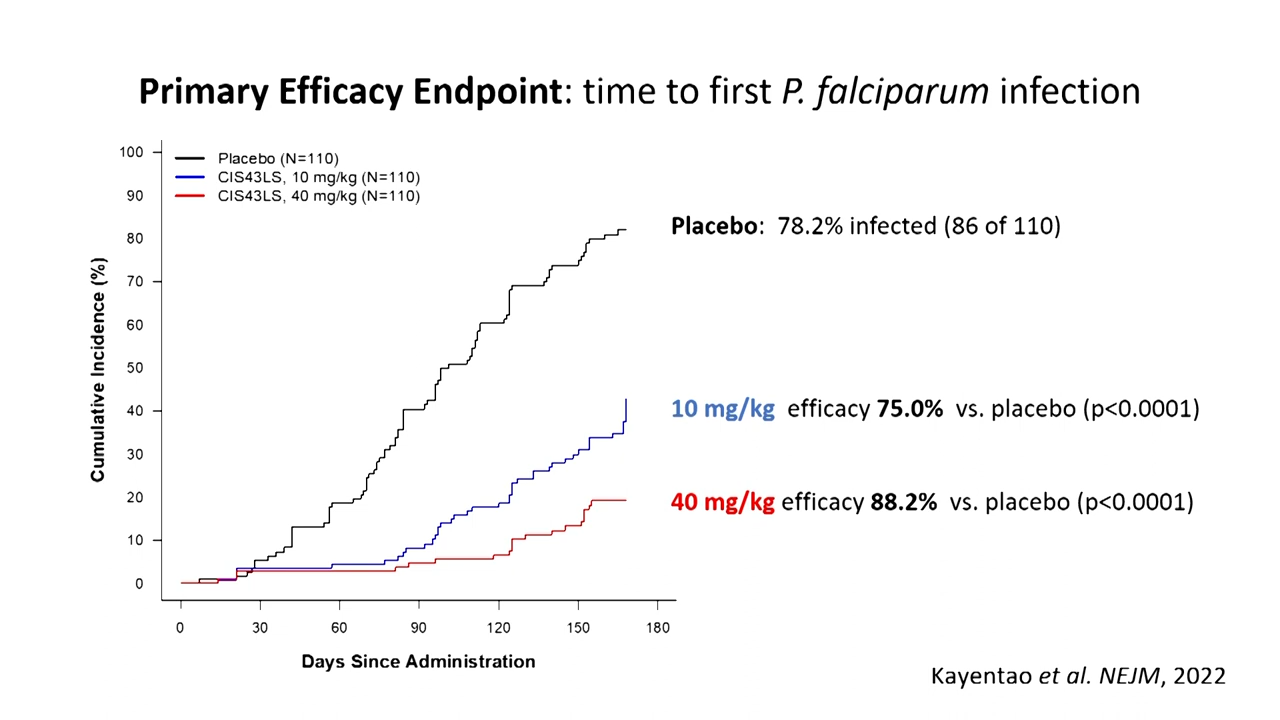 Primary Efficacy Endpoint: time to first P. falciparum infection
100
90
80
70
60
50
40
30
20
10
0
Cumulative Incidence (%)
Placebo (N=110)
CIS43LS, 10 mg/kg (N=110)
CIS43LS, 40 mg/kg (N=110)
Placebo: 78.2% infected (86 of 110)
10 mg/kg efficacy 75.0% vs. placebo (p<0.0001)
40 mg/kg efficacy 88.2% vs. placebo (p<0.0001)
0 30 60 90 120 150 180
Days Since Administration
Kayentao et al. NEJM, 2022